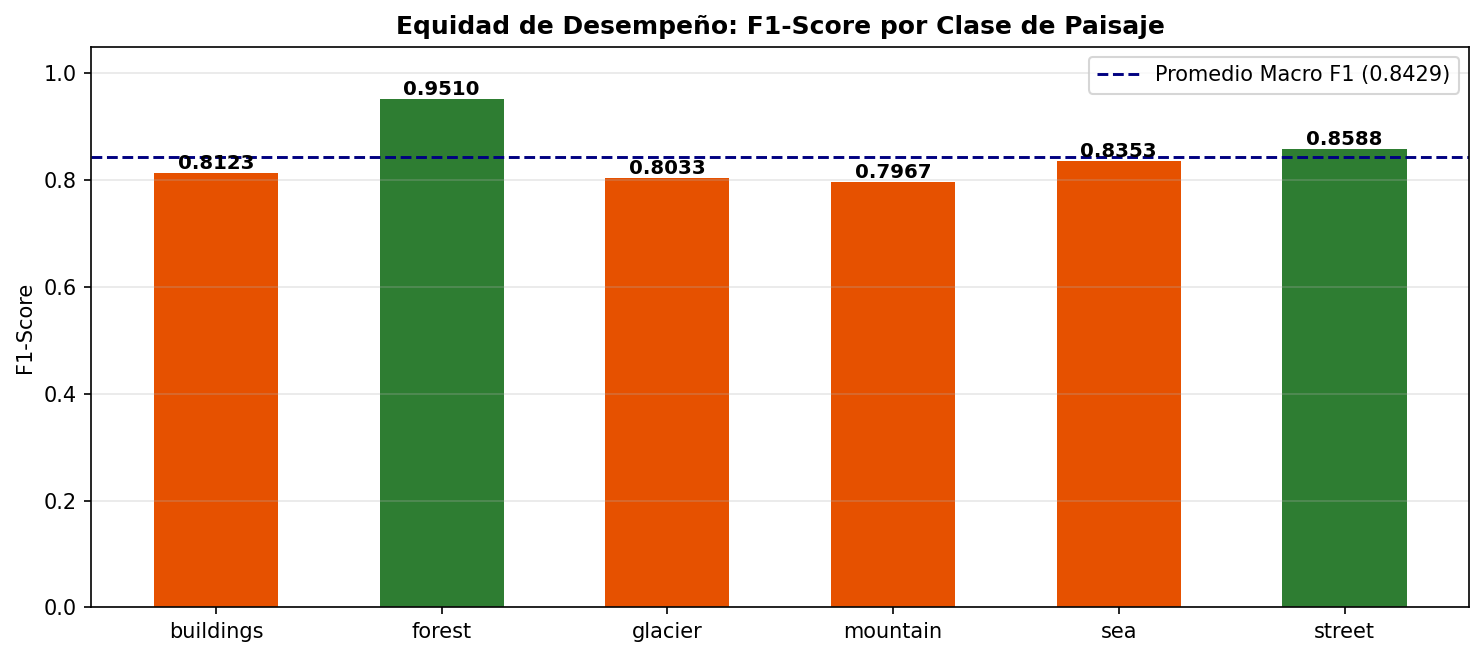 Equidad de Desempeño: F1-Score por Clase de Paisaje
Promedio Macro F1 (0.8429)
F1-Score
1.0
0.8
0.6
0.4
0.2
0.0
0.8123
0.9510
0.8033
0.7967
0.8353
0.8588
buildings
forest
glacier
mountain
sea
street